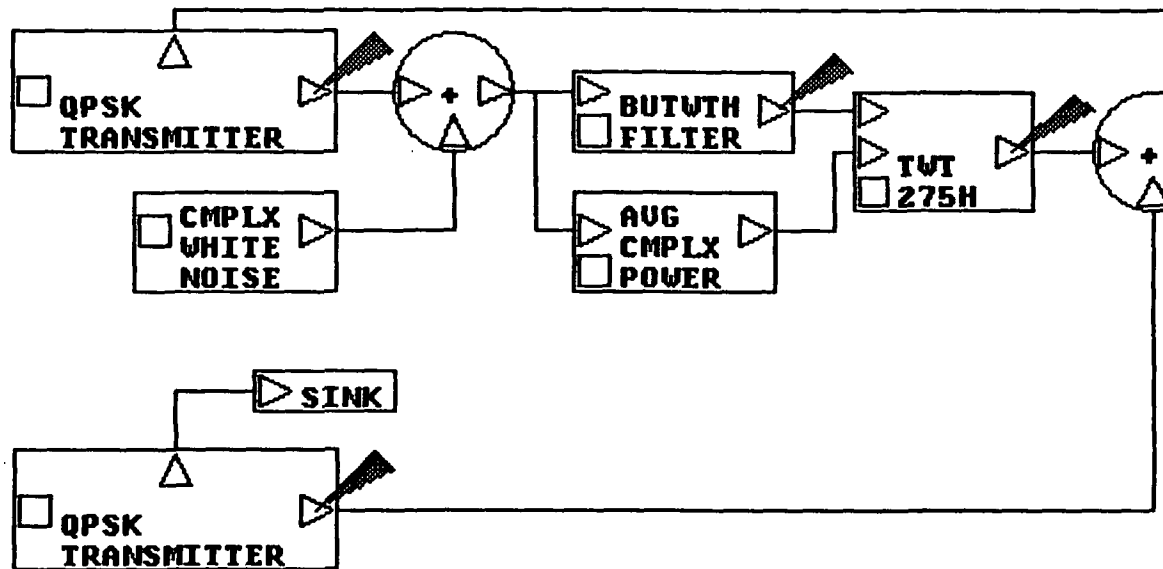 QPSK
TRANSMITTER
+
BUTWTH
FILTER
TWT
275H
+
CMPLX
WHITE
NOISE
AVG
CMPLX
POWER
SINK
QPSK
TRANSMITTER